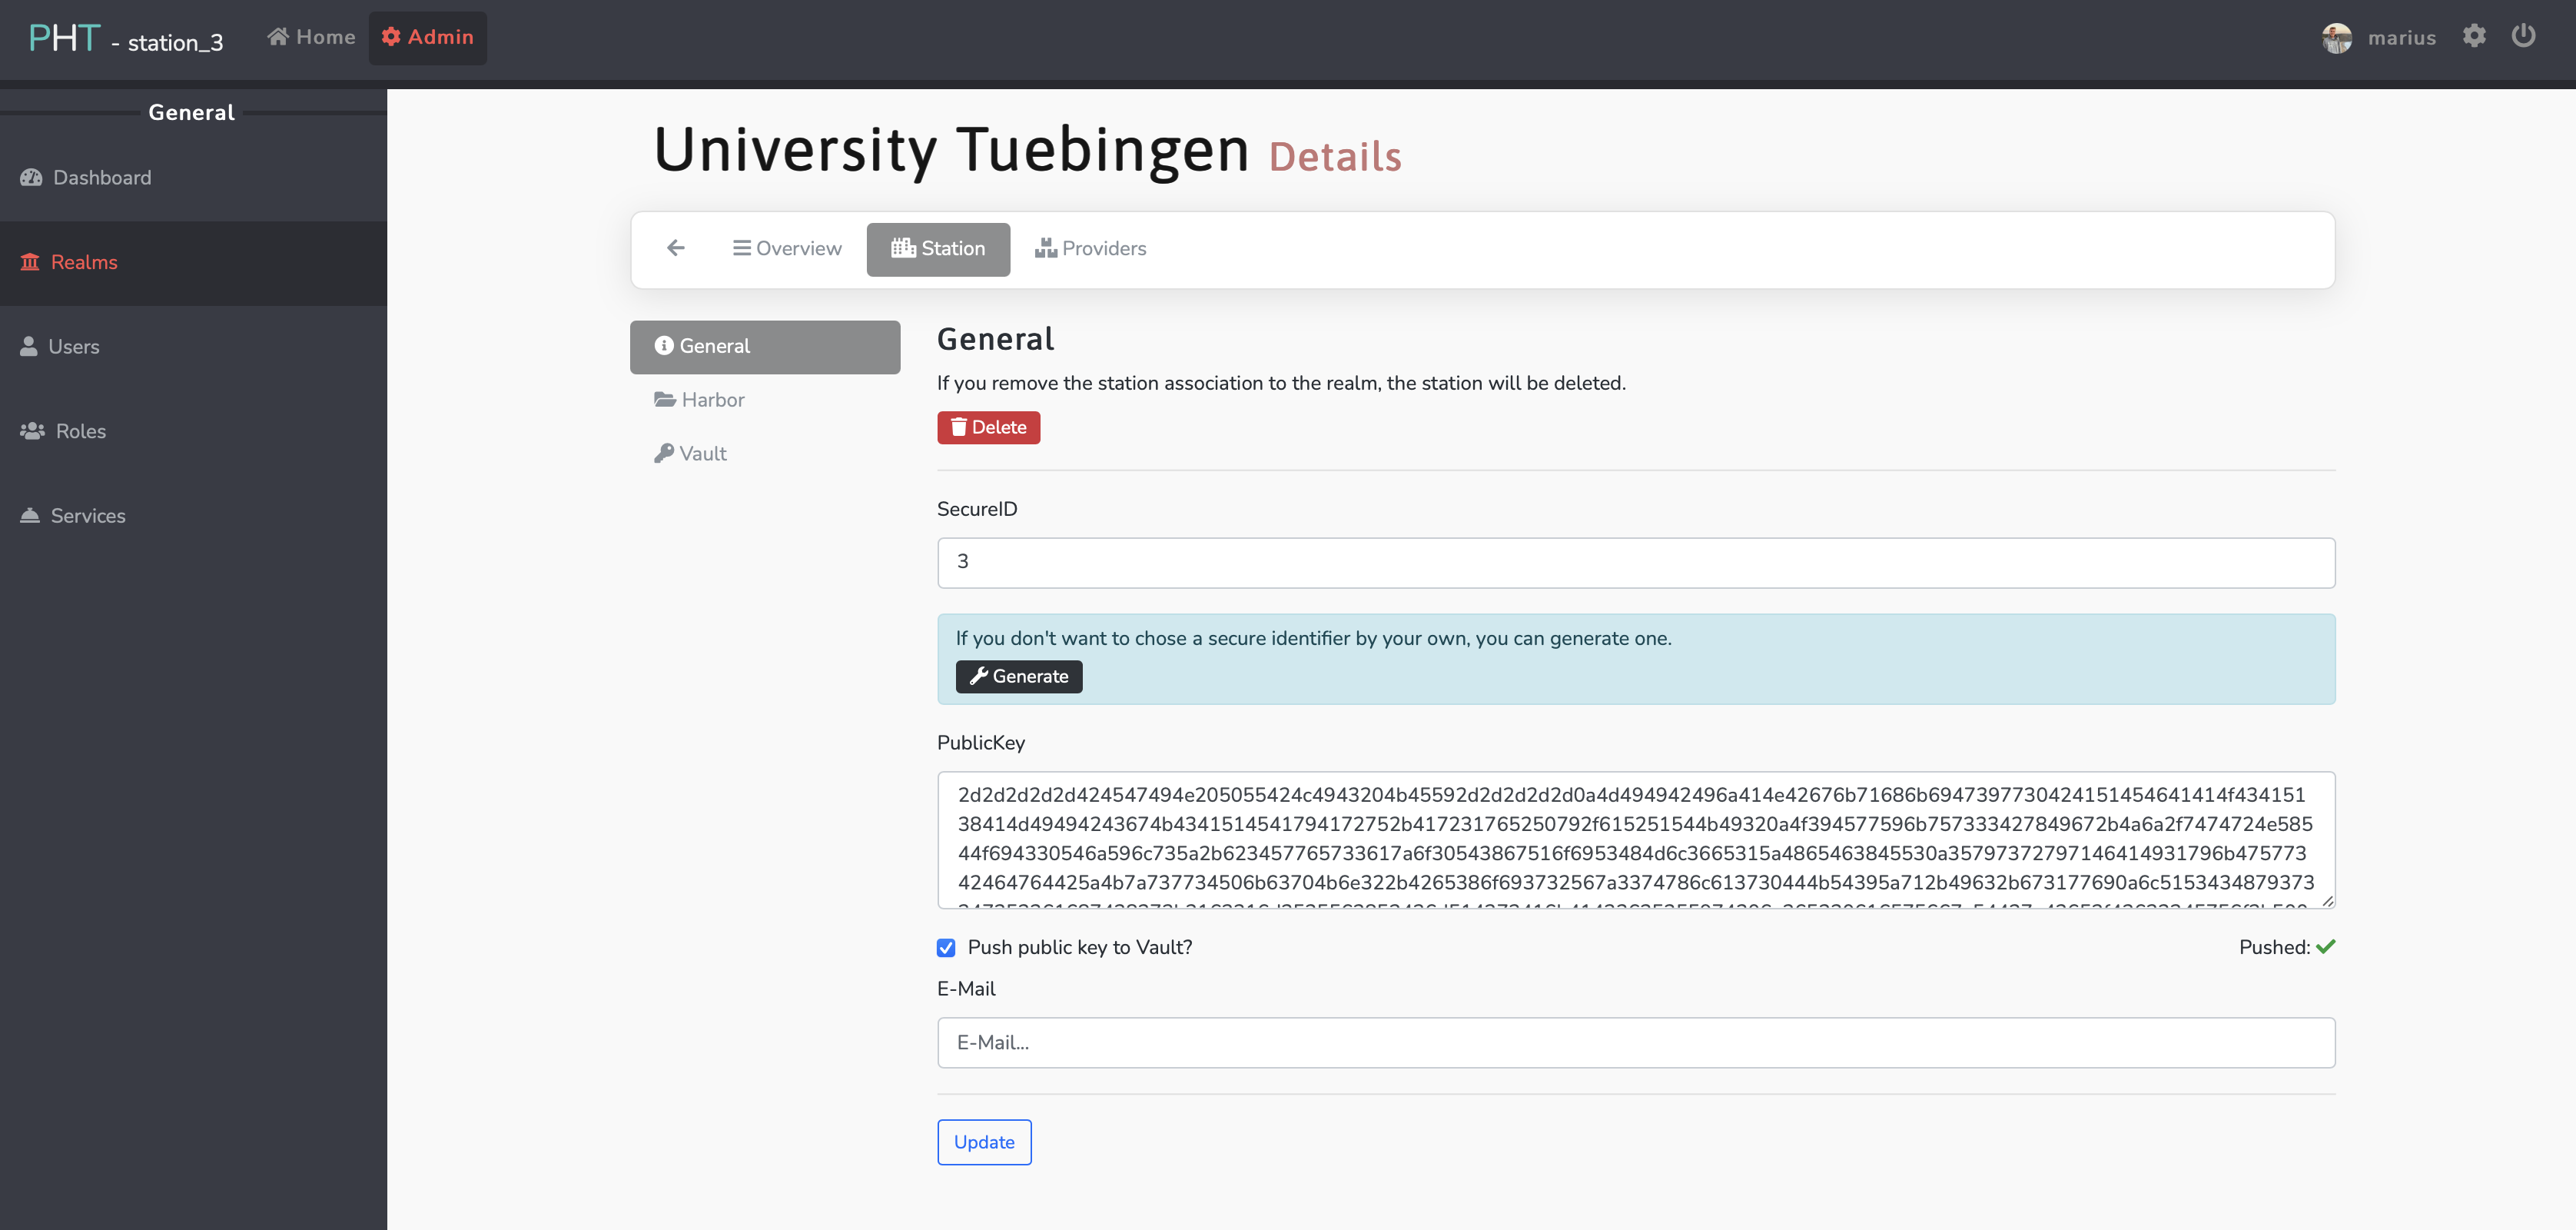 PHT - station_3
Home
Admin
marius
General
Dashboard
Realms
Users
Roles
Services
University Tuebingen Details
Overview
Station
Providers
General
Harbor
Vault
General
If you remove the station association to the realm, the station will be deleted.
Delete
SecureID
3
If you don't want to chose a secure identifier by your own, you can generate one.
Generate
PublicKey
2d2d2d2d2d424547494e205055424c4943204b45592d2d2d2d2d0a4d494942496a414e42676b71686b6947397730424151454641414f434151
38414d49494243674b4341514541794172752b417231765250792f615251544b49320a4f394577596b757333427849672b4a6a2f7474724e585
44f694330546a596c735a2b623457765733617a6f30543867516f6953484d6c3665315a4865463845530a35797372797146414931796b475773
42464764425a4b7a737734506b63704b6e322b4265386f693732567a3374786c613730444b54395a712b49632b673177690a6c5153434879373
Push public key to Vault?
Pushed:
E-Mail
E-Mail...
Update